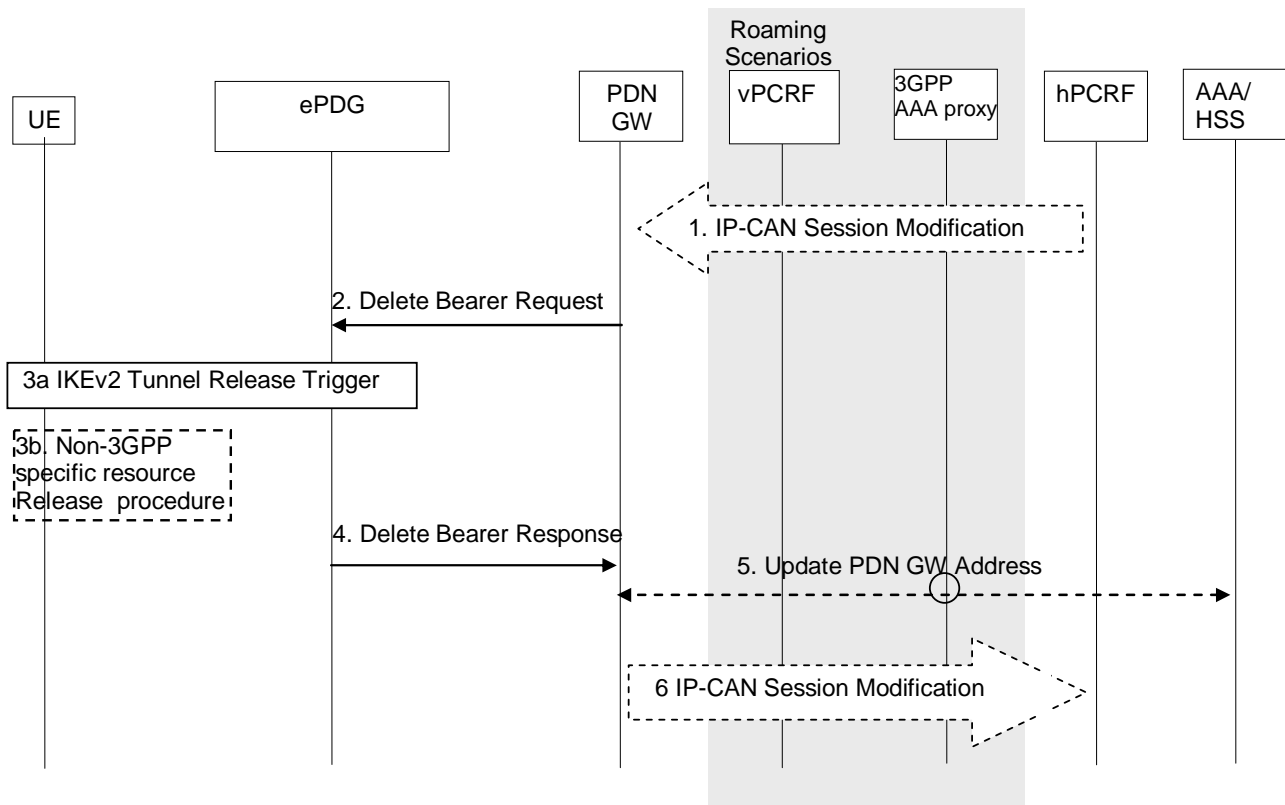 Roaming
Scenarios
UE
ePDG
PDN
GW
vPCRF
3GPP
AAA proxy
hPCRF
AAA/
HSS
1. IP-CAN Session Modification
2. Delete Bearer Request
3a IKEv2 Tunnel Release Trigger
3b. Non-3GPP
specific resource
Release procedure
4. Delete Bearer Response
5. Update PDN GW Address
6 IP-CAN Session Modification